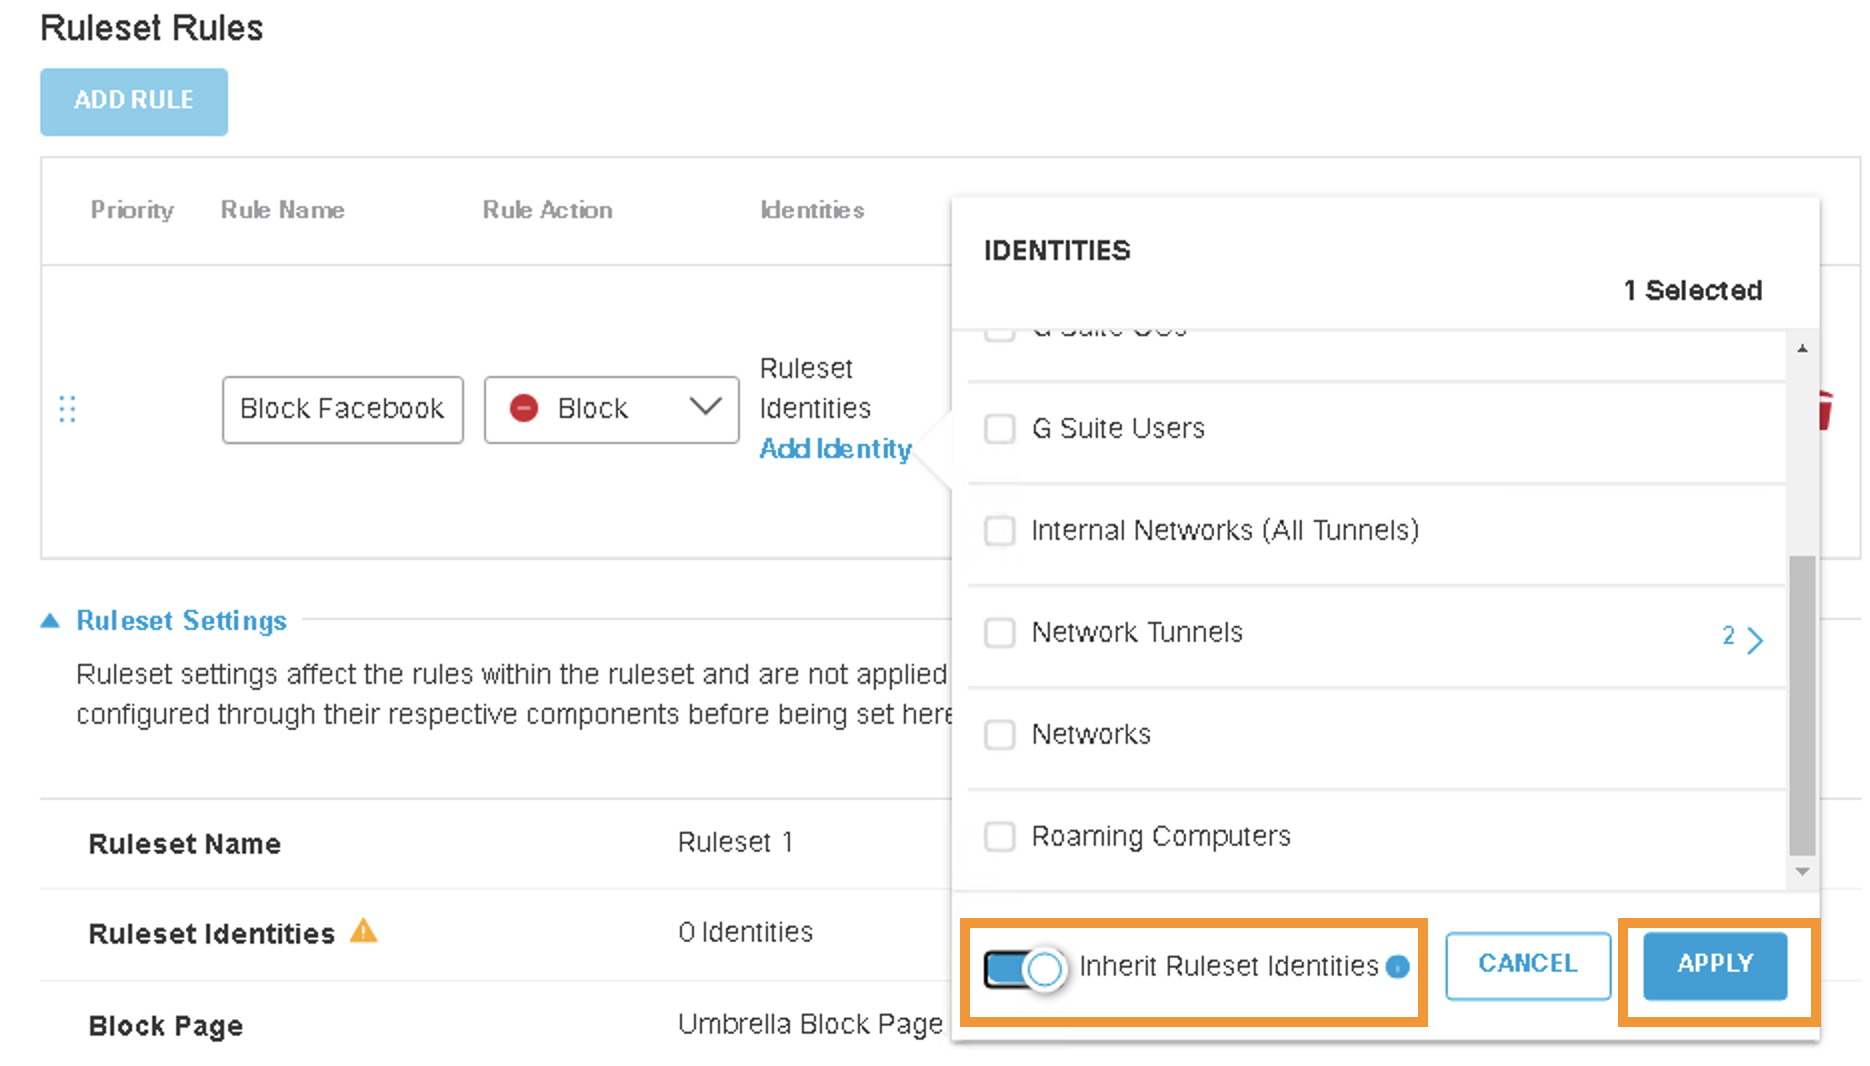 Ruleset Rules
ADD RULE
Priority Rule Name Rule Action Identities
Block Facebook
Block
Ruleset
Identities
Add Identity
IDENTITIES
1 Selected
G Suite OUs
G Suite Users
Internal Networks (All Tunnels)
Network Tunnels 2
Networks
Roaming Computers
Inherit Ruleset Identities
CANCEL
APPLY
Ruleset Settings
Ruleset settings affect the rules within the ruleset and are not applied
configured through their respective components before being set here
Ruleset Name Ruleset 1
Ruleset Identities 0 Identities
Block Page Umbrella Block Page